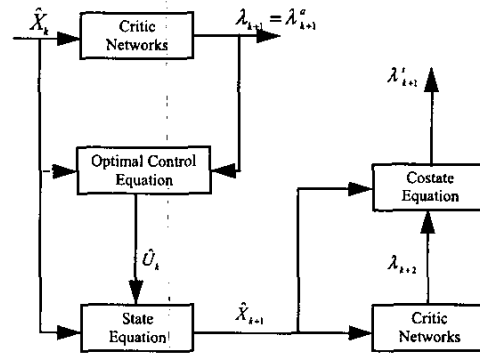 X̂_k
Critic
Networks
λ_{k+1} = λ^a_{k+1}
Optimal Control
Equation
Û_k
State
Equation
X̂_{k+1}
λ^t_{k+1}
Costate
Equation
λ_{k+2}
Critic
Networks